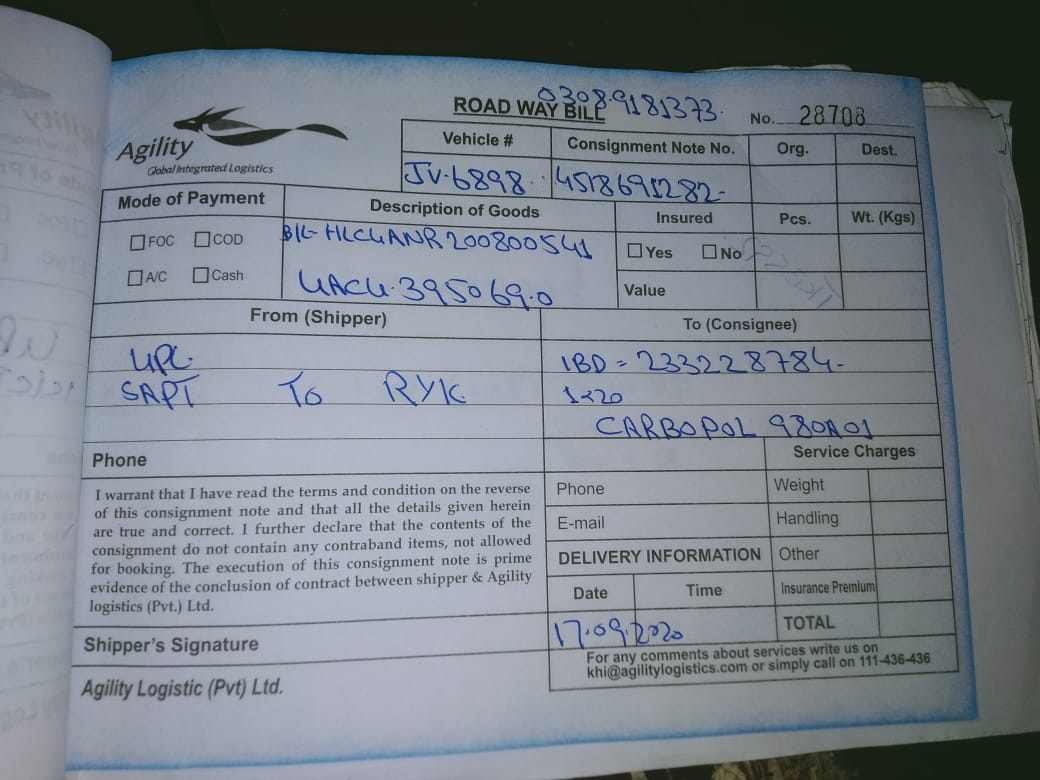 03089181373.
ROAD WAY BILL
No. 28708
Agility
Global Integrated Logistics
Vehicle # Consignment Note No. Org. Dest.
JV-6898 4518691282-
Mode of Payment Description of Goods Insured Pcs. Wt. (Kgs)
FOC COD B/L- HLCUANR200800541 Yes No
A/C Cash UACU.395069.0 Value
From (Shipper) To (Consignee)
UPL IBD = 233228784-
SAPT To RYK 1x20
CARBOPOL 980A01
Phone Service Charges
I warrant that I have read the terms and condition on the reverse
of this consignment note and that all the details given herein
are true and correct. I further declare that the contents of the
consignment do not contain any contraband items, not allowed
for booking. The execution of this consignment note is prime
evidence of the conclusion of contract between shipper & Agility
logistics (Pvt.) Ltd.
Phone Weight
E-mail Handling
DELIVERY INFORMATION Other
Date Time Insurance Premium
17.09.2020 TOTAL
Shipper's Signature
For any comments about services write us on
khi@agilitylogistics.com or simply call on 111-436-436
Agility Logistic (Pvt) Ltd.